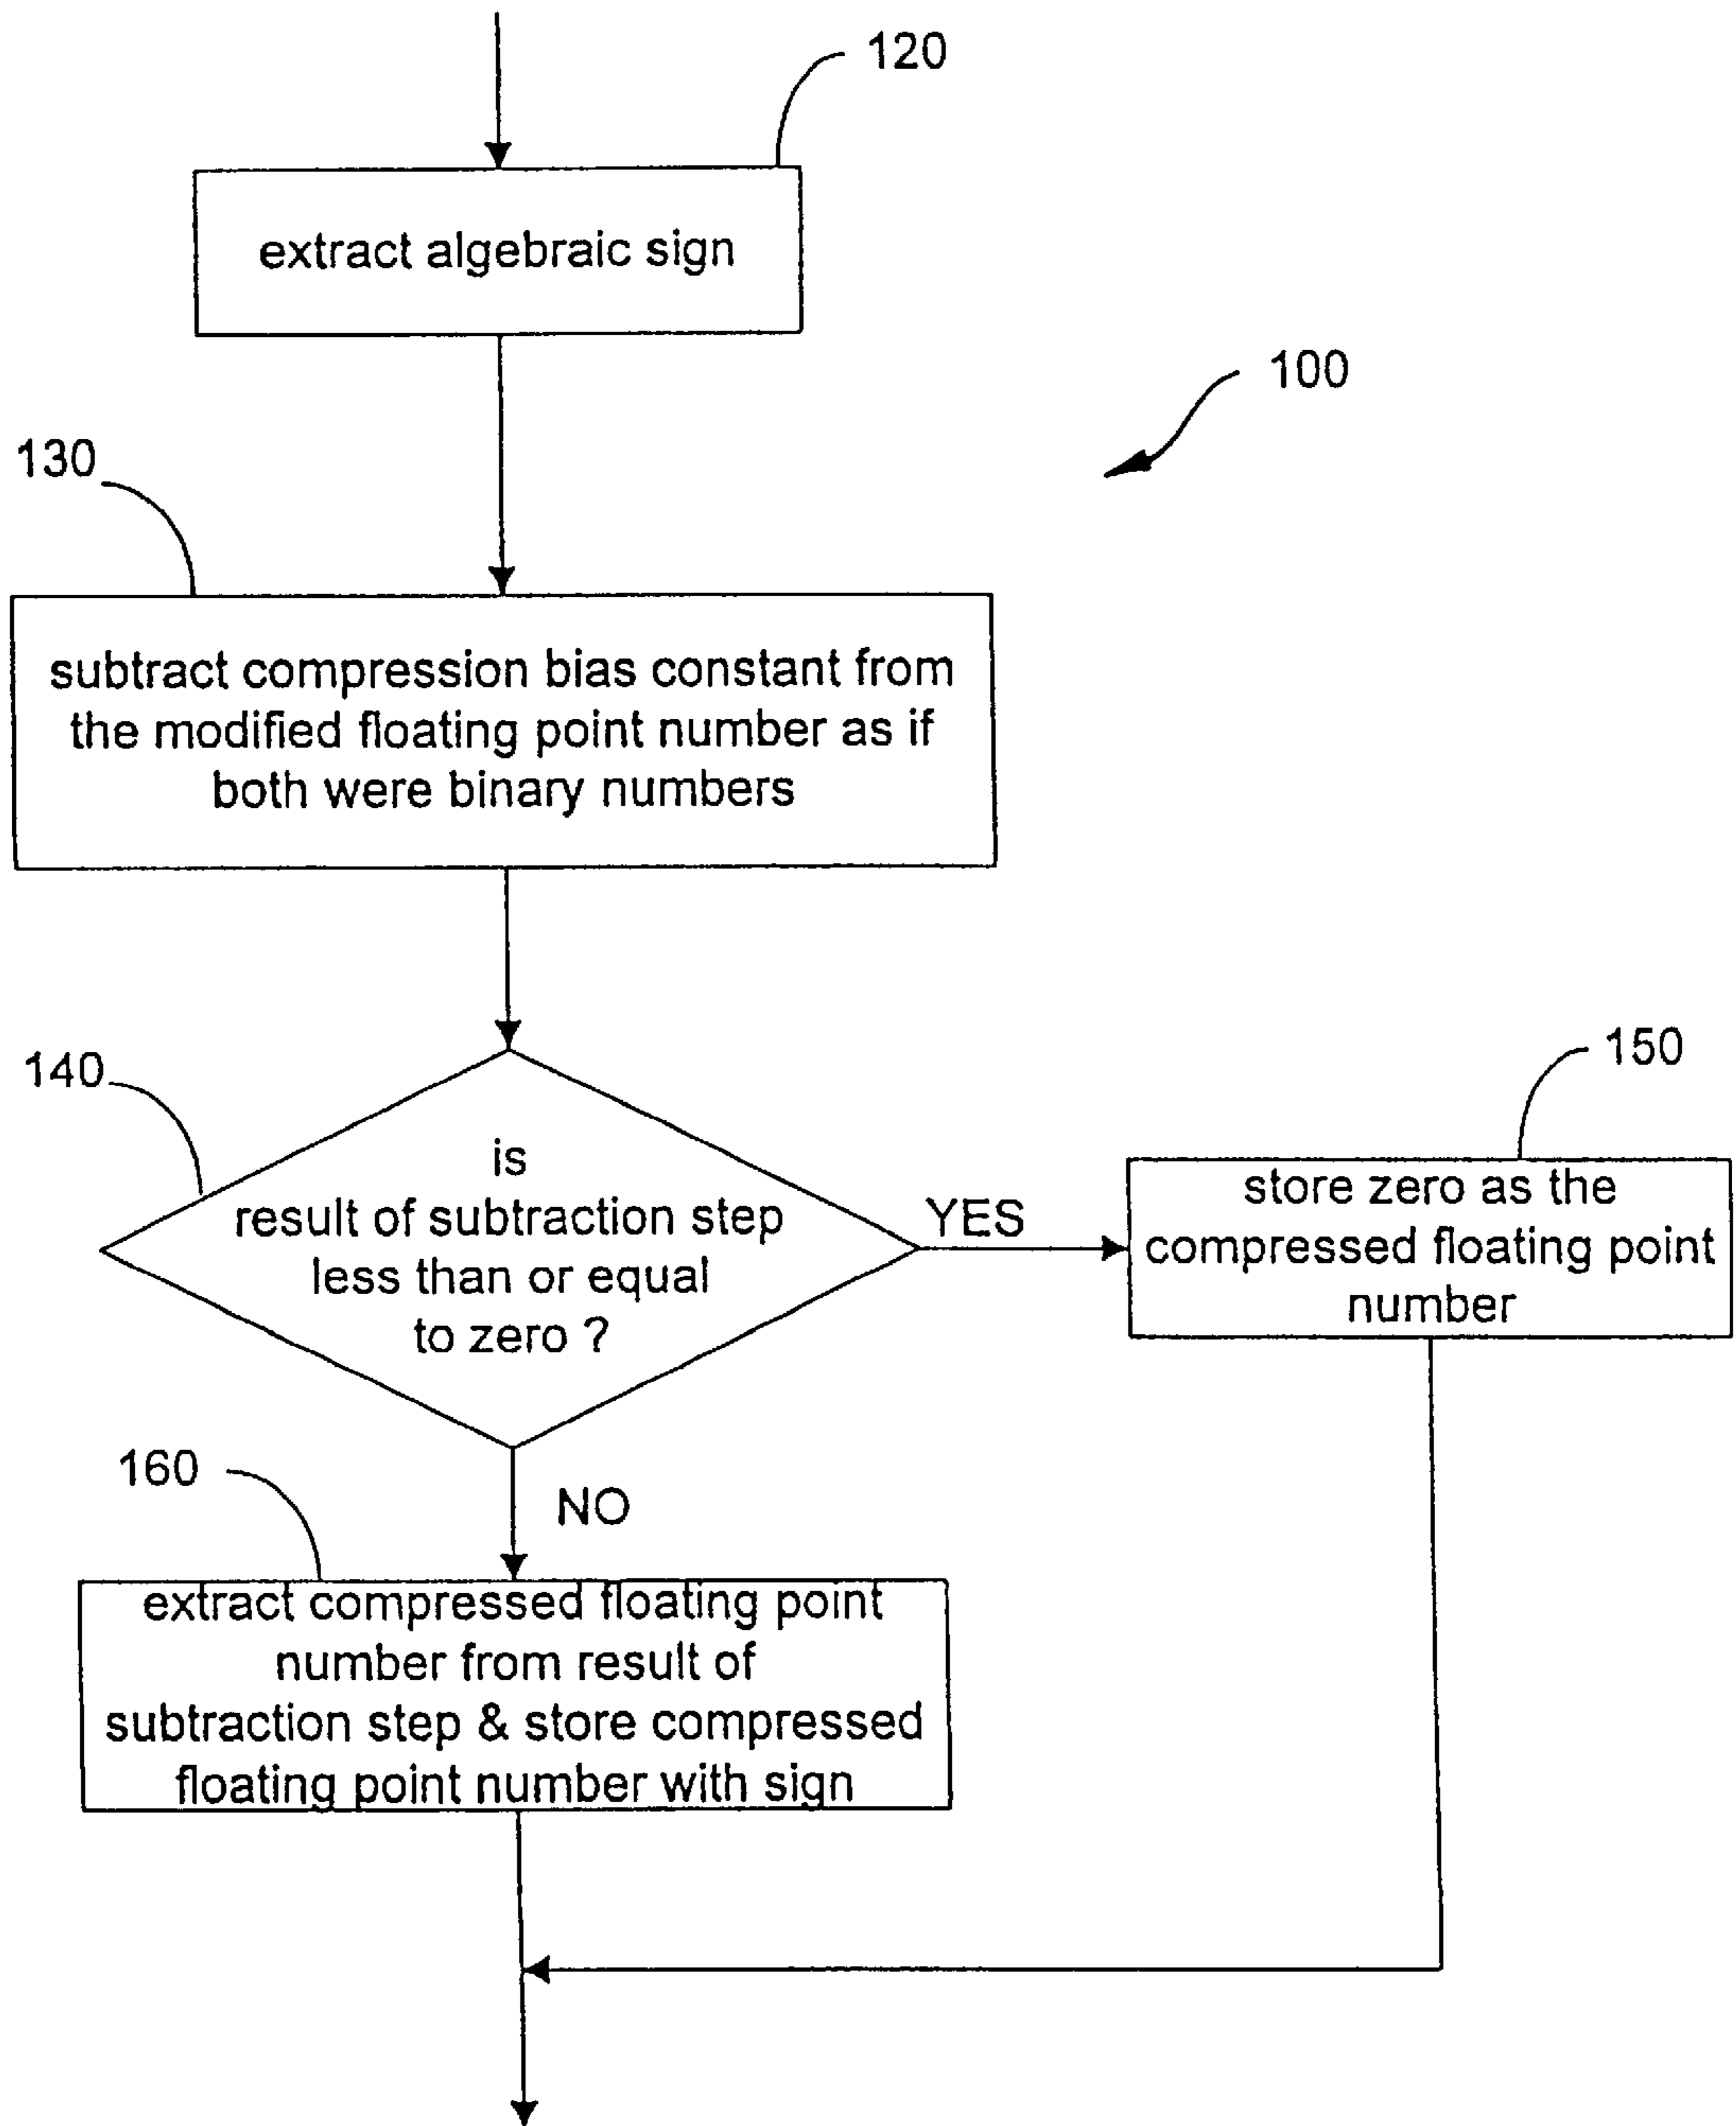 120
extract algebraic sign
100
130
subtract compression bias constant from
the modified floating point number as if
both were binary numbers
140
is
result of subtraction step
less than or equal
to zero ?
YES
150
store zero as the
compressed floating point
number
160
NO
extract compressed floating point
number from result of
subtraction step & store compressed
floating point number with sign